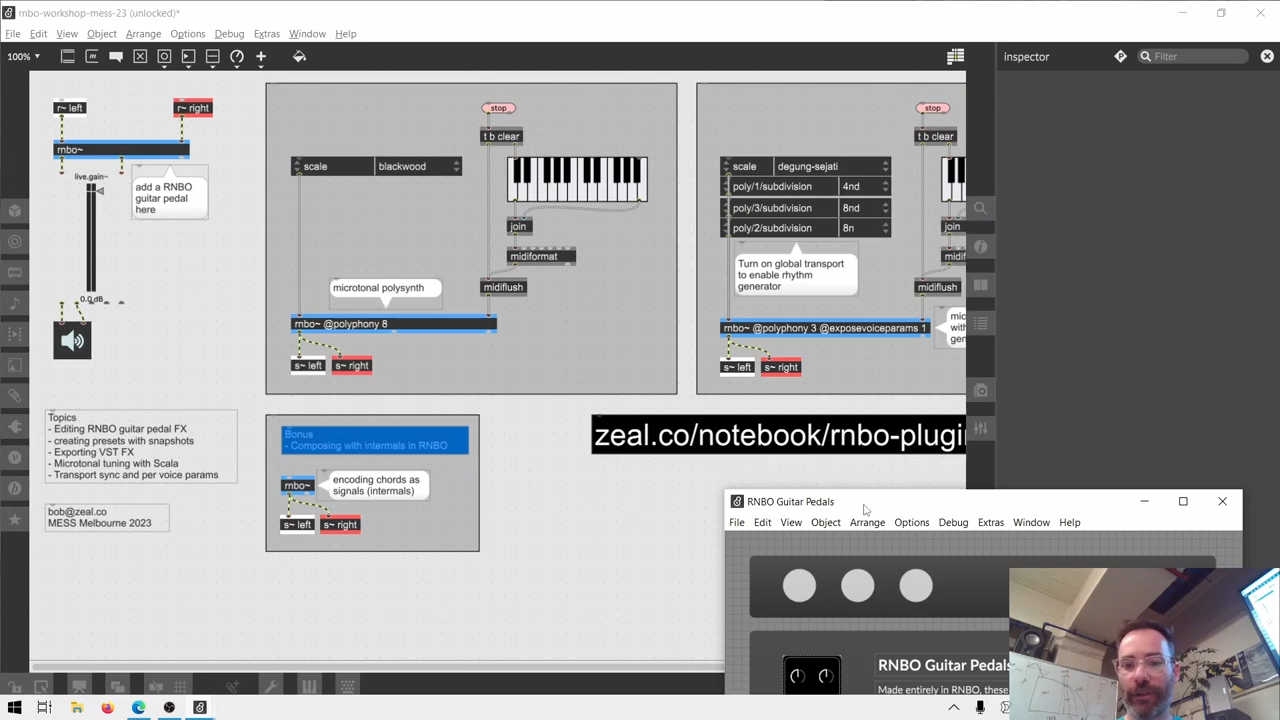 rnbo-workshop-mess-23 (unlocked)*
File Edit View Object Arrange Options Debug Extras Window Help
100%
inspector
Filter
r~ left
r~ right
rnbo~
live.gain~
add a RNBO
guitar pedal
here
0.0 dB
stop
t b clear
scale blackwood
join
midiformat
microtonal polysynth
midiflush
rnbo~ @polyphony 8
s~ left s~ right
stop
t b clear
scale degung-sejati
poly/1/subdivision 4nd
poly/3/subdivision 8nd
poly/2/subdivision 8n
join
Turn on global transport
to enable rhythm
generator
midif
midiflush
rnbo~ @polyphony 3 @exposevoiceparams 1
mic
with
gen
s~ left s~ right
Topics
- Editing RNBO guitar pedal FX
- creating presets with snapshots
- Exporting VST FX
- Microtonal tuning with Scala
- Transport sync and per voice params
bob@zeal.co
MESS Melbourne 2023
Bonus
- Composing with intermals in RNBO
rnbo~
encoding chords as
signals (intermals)
s~ left s~ right
zeal.co/notebook/rnbo-plugin
RNBO Guitar Pedals
File Edit View Object Arrange Options Debug Extras Window Help
RNBO Guitar Pedals
Made entirely in RNBO, these